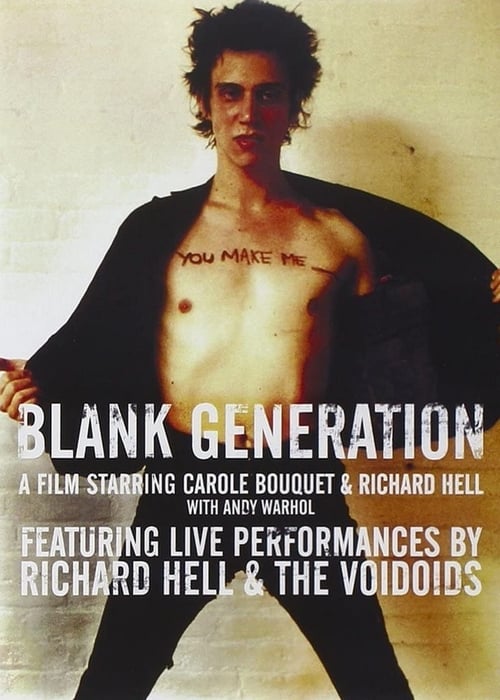 YOU MAKE ME _
BLANK GENERATION
A FILM STARRING CAROLE BOUQUET & RICHARD HELL
WITH ANDY WARHOL
FEATURING LIVE PERFORMANCES BY
RICHARD HELL & THE VOIDOIDS